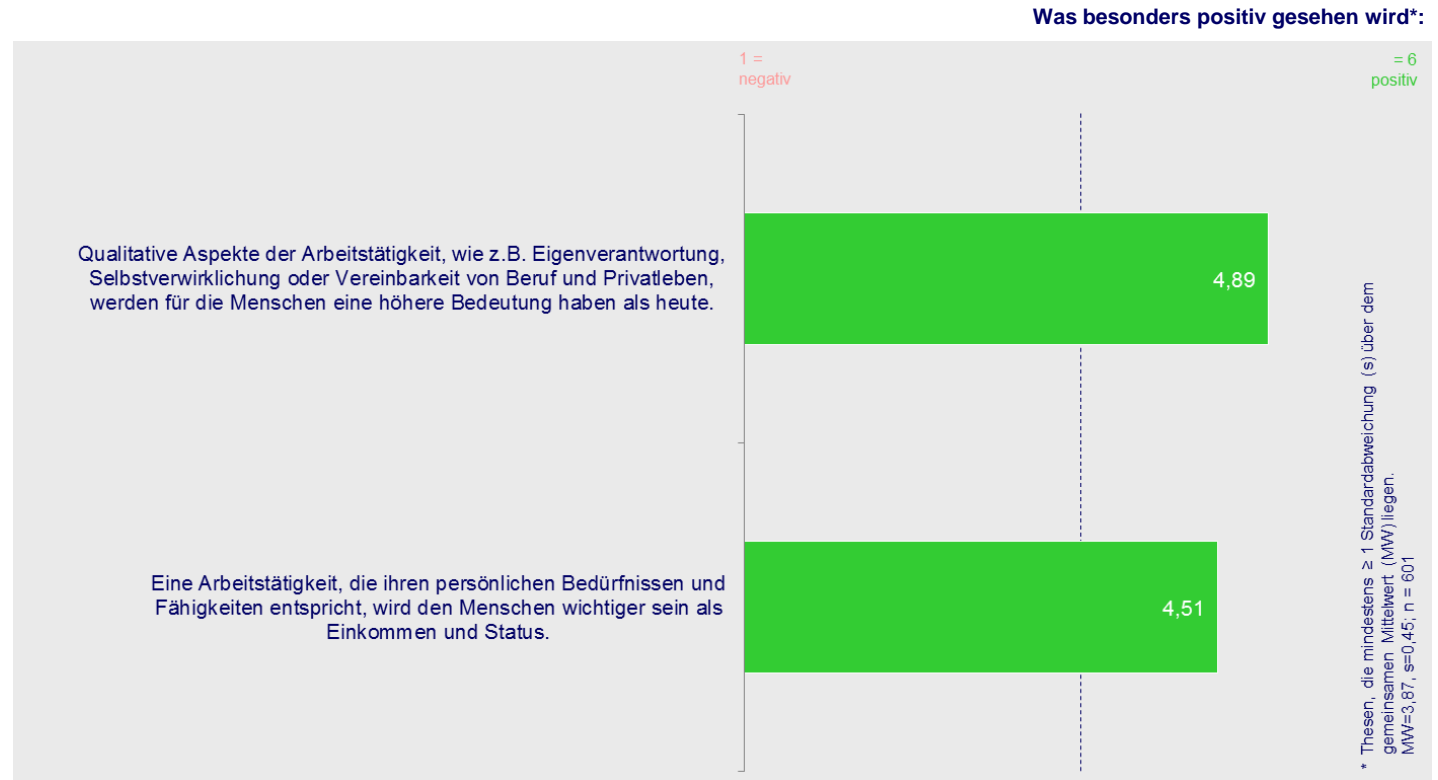 Was besonders positiv gesehen wird*:
1 =
negativ
= 6
positiv
Qualitative Aspekte der Arbeitstätigkeit, wie z.B. Eigenverantwortung,
Selbstverwirklichung oder Vereinbarkeit von Beruf und Privatleben,
werden für die Menschen eine höhere Bedeutung haben als heute.
4,89
Eine Arbeitstätigkeit, die ihren persönlichen Bedürfnissen und
Fähigkeiten entspricht, wird den Menschen wichtiger sein als
Einkommen und Status.
4,51
* Thesen, die mindestens ≥ 1 Standardabweichung (s) über dem
gemeinsamen Mittelwert (MW) liegen.
MW=3,87, s=0,45; n = 601